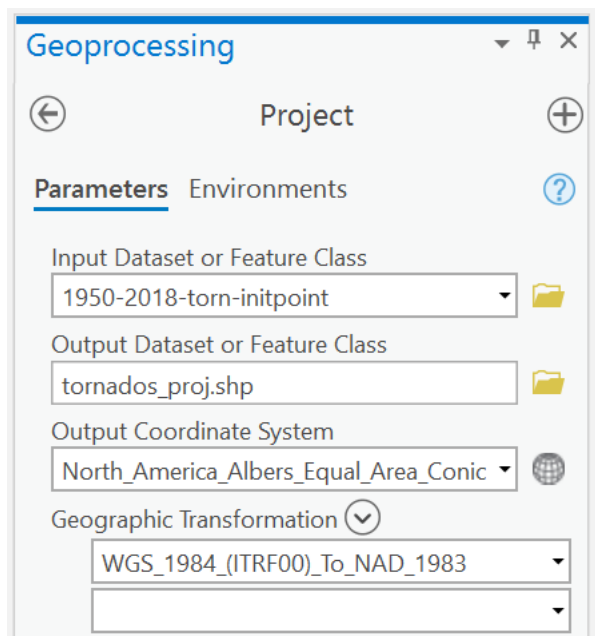 Geoprocessing
Project
Parameters Environments
Input Dataset or Feature Class
1950-2018-torn-initpoint
Output Dataset or Feature Class
tornados_proj.shp
Output Coordinate System
North_America_Albers_Equal_Area_Conic
Geographic Transformation
WGS_1984_(ITRF00)_To_NAD_1983